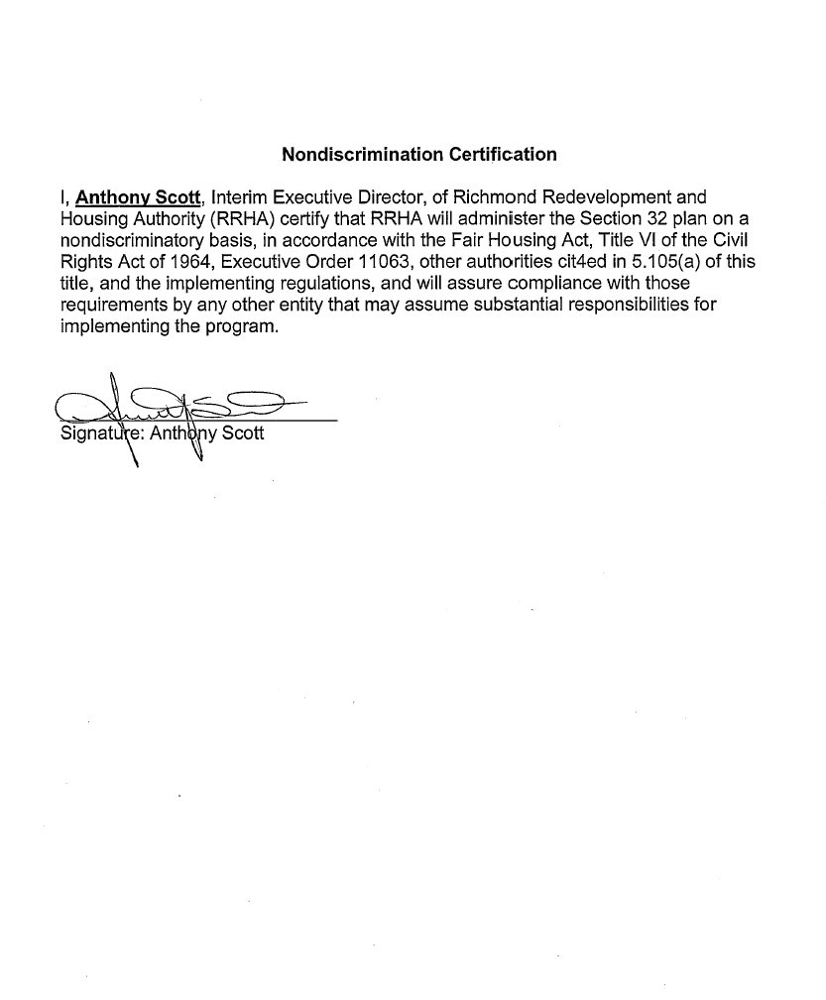 Nondiscrimination Certification
I, Anthony Scott, Interim Executive Director, of Richmond Redevelopment and
Housing Authority (RRHA) certify that RRHA will administer the Section 32 plan on a
nondiscriminatory basis, in accordance with the Fair Housing Act, Title VI of the Civil
Rights Act of 1964, Executive Order 11063, other authorities cit4ed in 5.105(a) of this
title, and the implementing regulations, and will assure compliance with those
requirements by any other entity that may assume substantial responsibilities for
implementing the program.
Signature: Anthony Scott